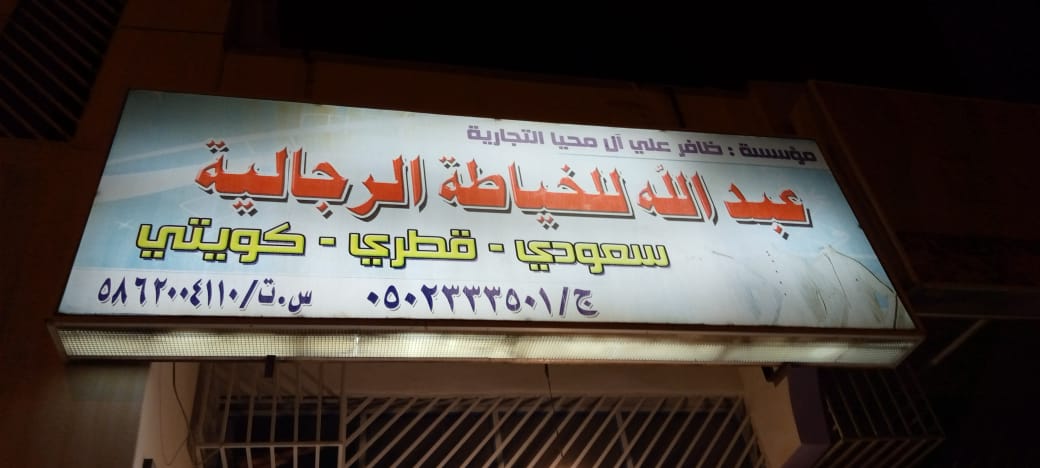 مؤسسة : ظافر علي آل محيا التجارية
عبد الله للخياطة الرجالية
سعودي - قطري - كويتي
ج/٠٥٠٢٣٣٣٥٠١ س.ت/٥٨٦٢٠٠٤١١٠